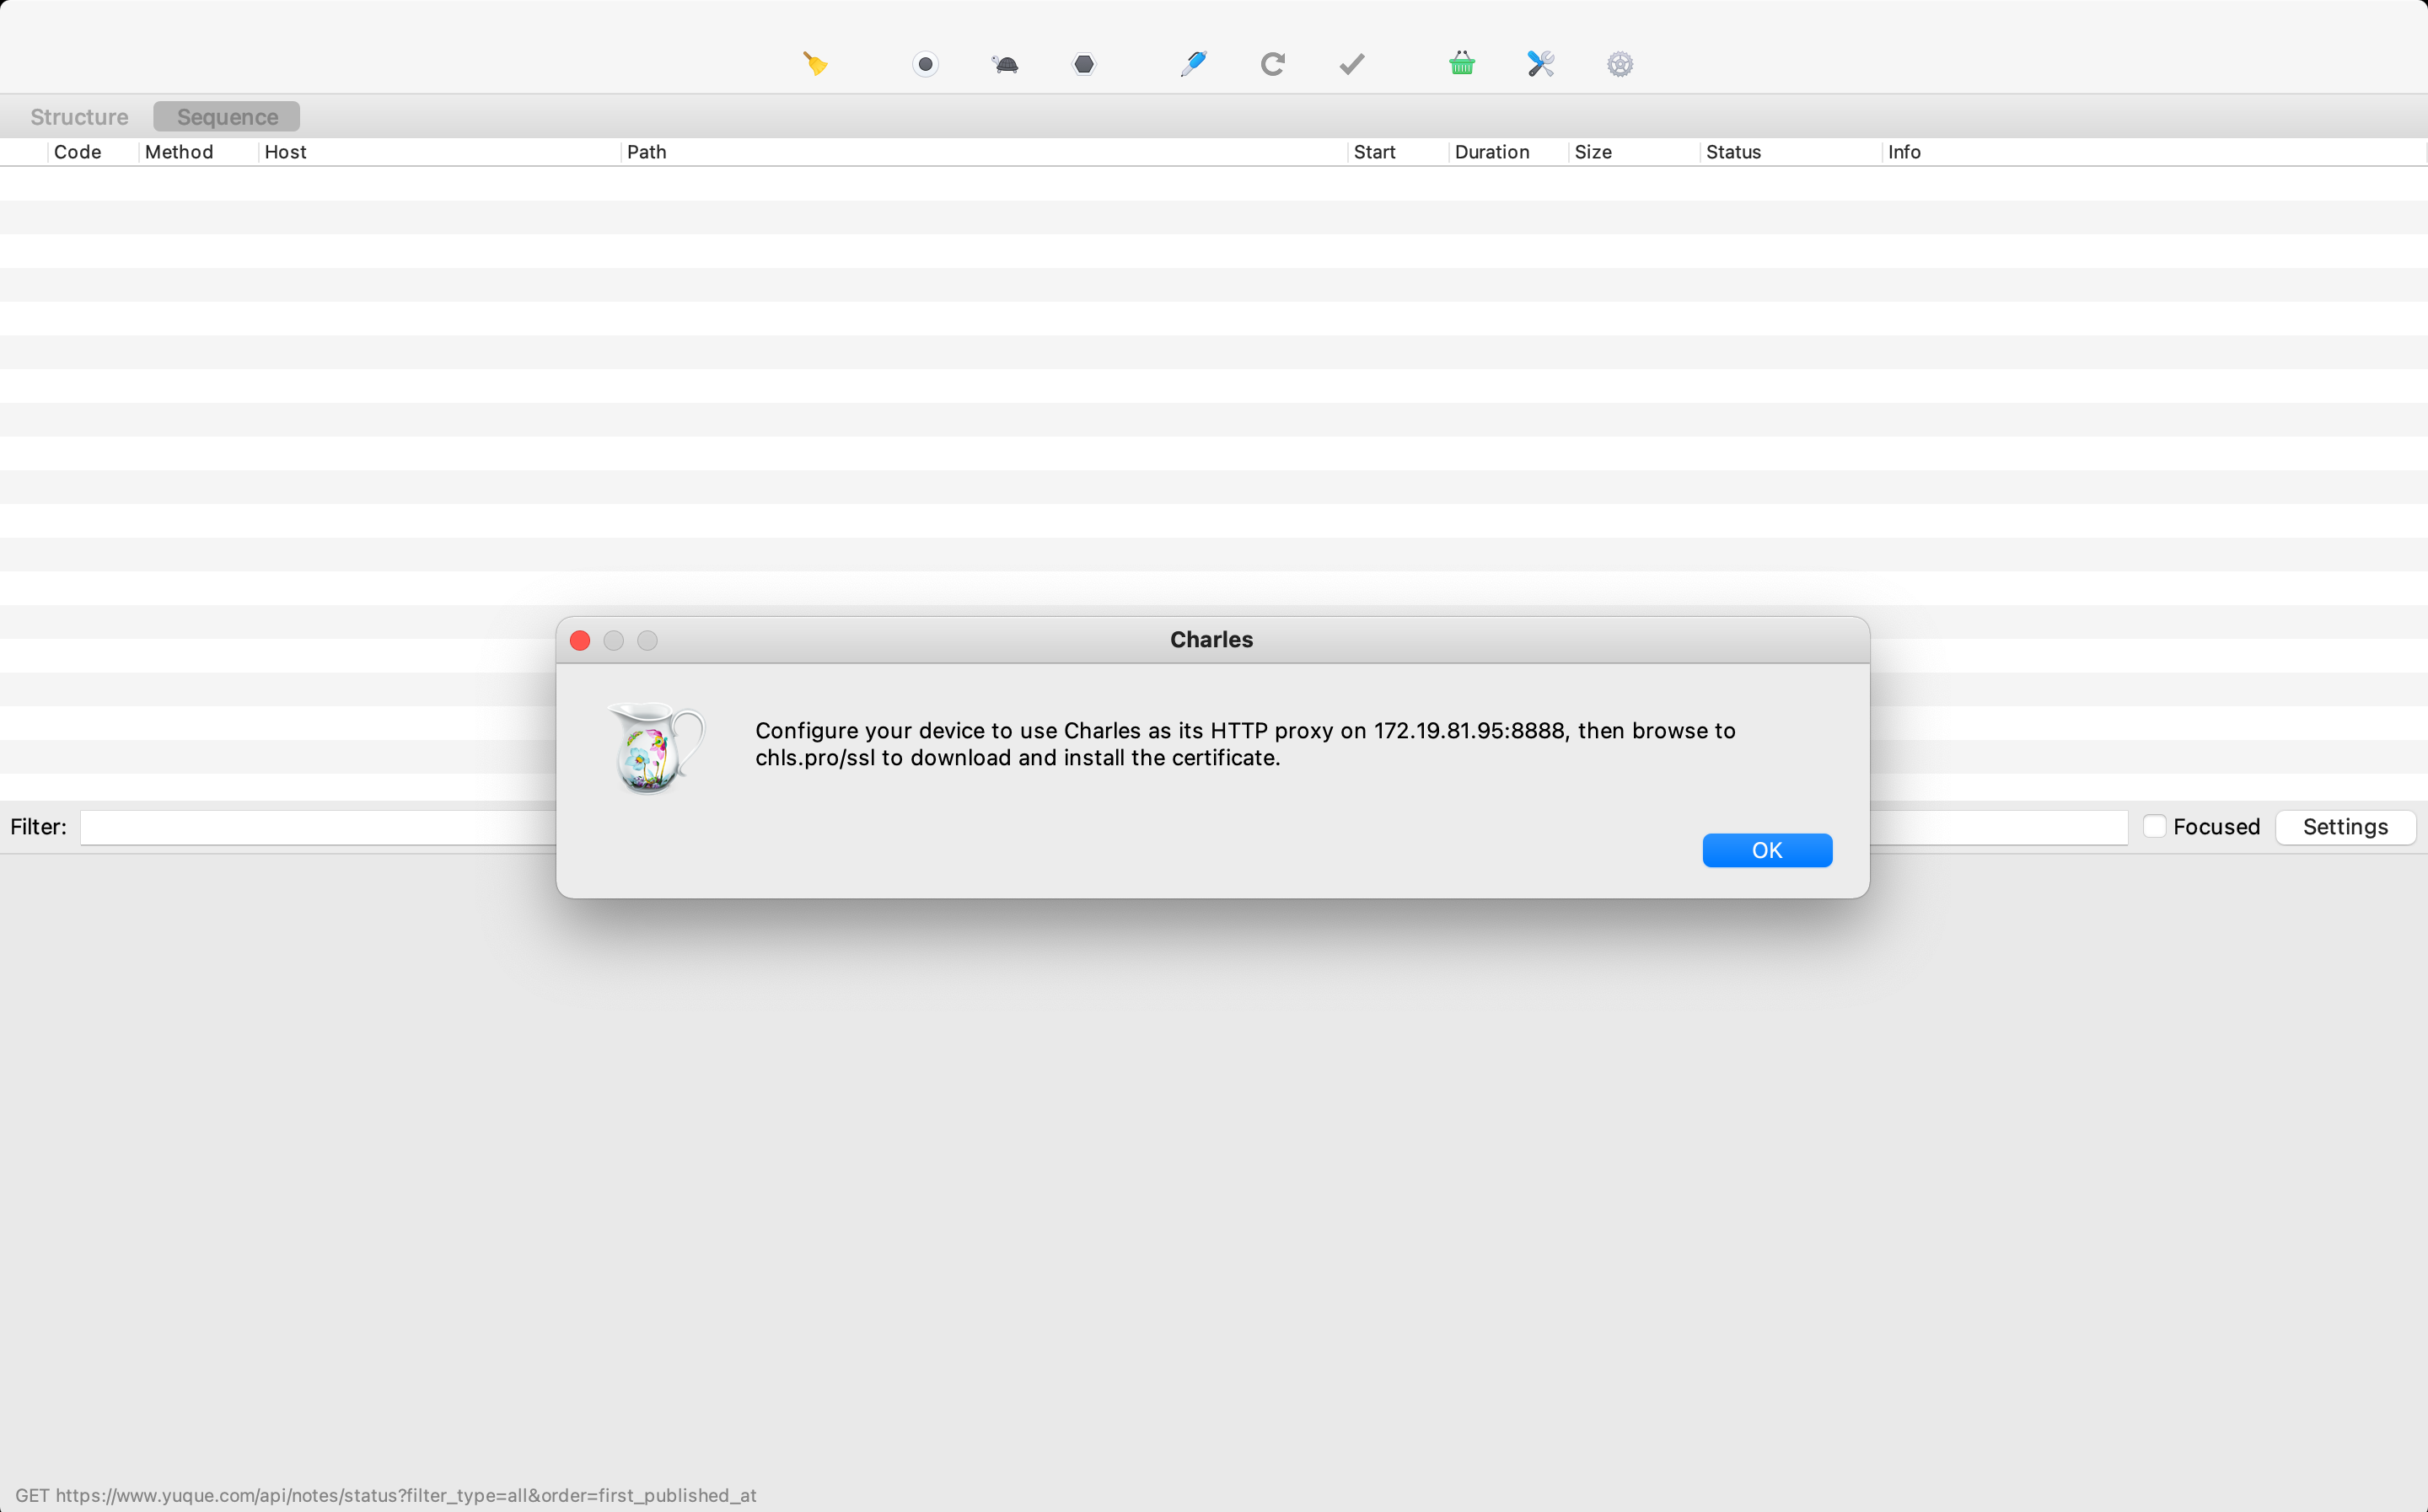 Structure Sequence
Code Method Host Path Start Duration Size Status Info
Charles
Configure your device to use Charles as its HTTP proxy on 172.19.81.95:8888, then browse to
chls.pro/ssl to download and install the certificate.
Filter: Focused Settings
OK
GET https://www.yuque.com/api/notes/status?filter_type=all&order=first_published_at